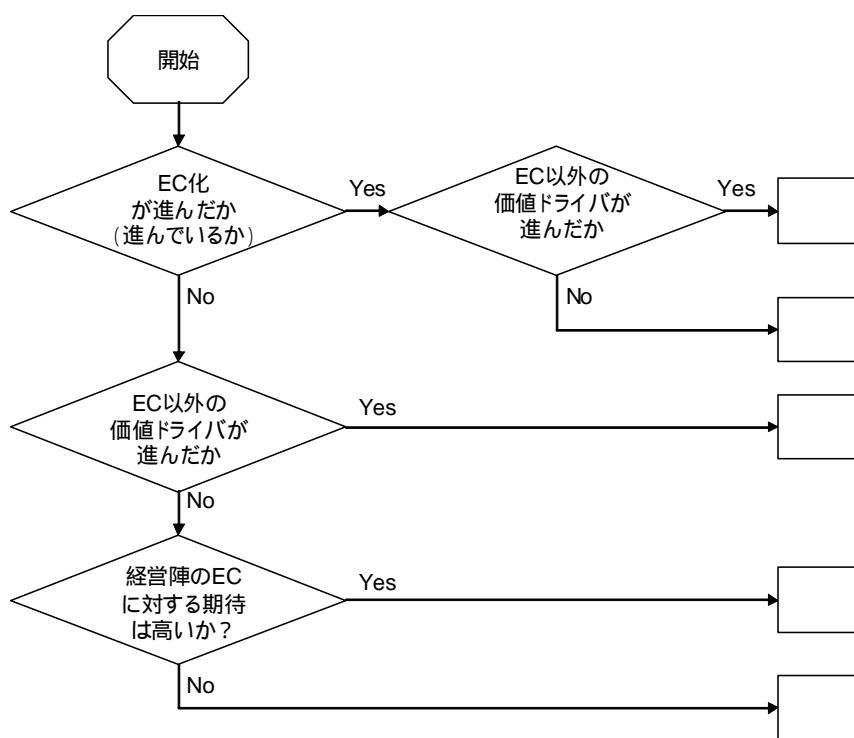 開始
EC化
が進んだか
(進んでいるか)
Yes
EC以外の
価値ドライバが
進んだか
Yes
No
No
EC以外の
価値ドライバが
進んだか
Yes
No
経営陣のEC
に対する期待
は高いか？
Yes
No